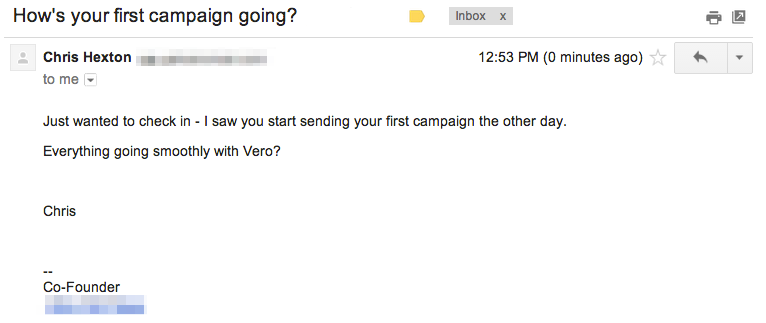 How's your first campaign going?
Inbox x
Chris Hexton
12:53 PM (0 minutes ago)
to me
Just wanted to check in - I saw you start sending your first campaign the other day.
Everything going smoothly with Vero?
Chris
--
Co-Founder